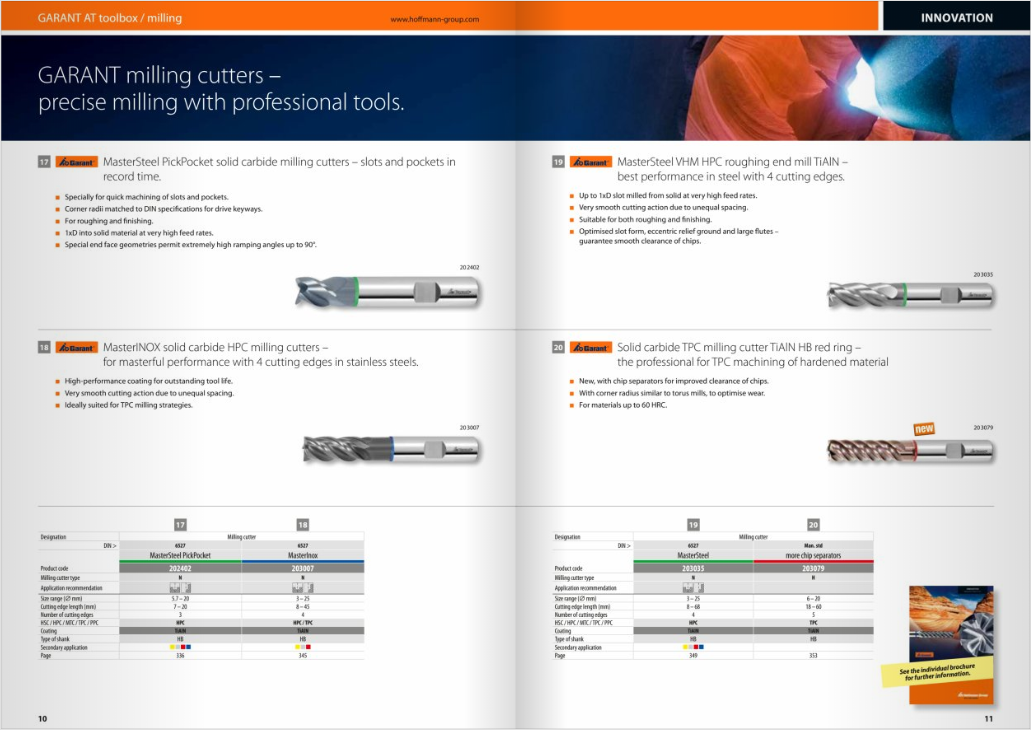 GARANT AT toolbox / milling
www.hoffmann-group.com
INNOVATION
GARANT milling cutters –
precise milling with professional tools.
17
Garant
MasterSteel PickPocket solid carbide milling cutters – slots and pockets in
record time.
Specially for quick machining of slots and pockets.
Corner radii matched to DIN specifications for drive keyways.
For roughing and finishing.
1xD into solid material at very high feed rates.
Special end face geometries permit extremely high ramping angles up to 90°.
202402
18
Garant
MasterINOX solid carbide HPC milling cutters –
for masterful performance with 4 cutting edges in stainless steels.
High-performance coating for outstanding tool life.
Very smooth cutting action due to unequal spacing.
Ideally suited for TPC milling strategies.
203007
17 18
Designation Milling cutter
DIN > 6527 6527
MasterSteel PickPocket MasterInox
Product code 202402 203007
Milling cutter type N N
Application recommendation
Size range (∅ mm) 5.7 – 20 3 – 25
Cutting edge length (mm) 7 – 20 8 – 45
Number of cutting edges 3 4
HSC / HPC / MTC / TPC / PPC HPC HPC / TPC
Coating TiAlN TiAlN
Type of shank HB HB
Secondary application
Page 336 345
10
19
Garant
MasterSteel VHM HPC roughing end mill TiAlN –
best performance in steel with 4 cutting edges.
Up to 1xD slot milled from solid at very high feed rates.
Very smooth cutting action due to unequal spacing.
Suitable for both roughing and finishing.
Optimised slot form, eccentric relief ground and large flutes –
guarantee smooth clearance of chips.
203035
20
Garant
Solid carbide TPC milling cutter TiAlN HB red ring –
the professional for TPC machining of hardened material
New, with chip separators for improved clearance of chips.
With corner radius similar to torus mills, to optimise wear.
For materials up to 60 HRC.
new
203079
19 20
Designation Milling cutter
DIN > 6527 Man. std
MasterSteel more chip separators
Product code 203035 203079
Milling cutter type N H
Application recommendation
Size range (∅ mm) 3 – 25 6 – 20
Cutting edge length (mm) 8 – 68 18 – 60
Number of cutting edges 4 5
HSC / HPC / MTC / TPC / PPC HPC TPC
Coating TiAlN TiAlN
Type of shank HB HB
Secondary application
Page 349 353
See the individual brochure
for further information.
11